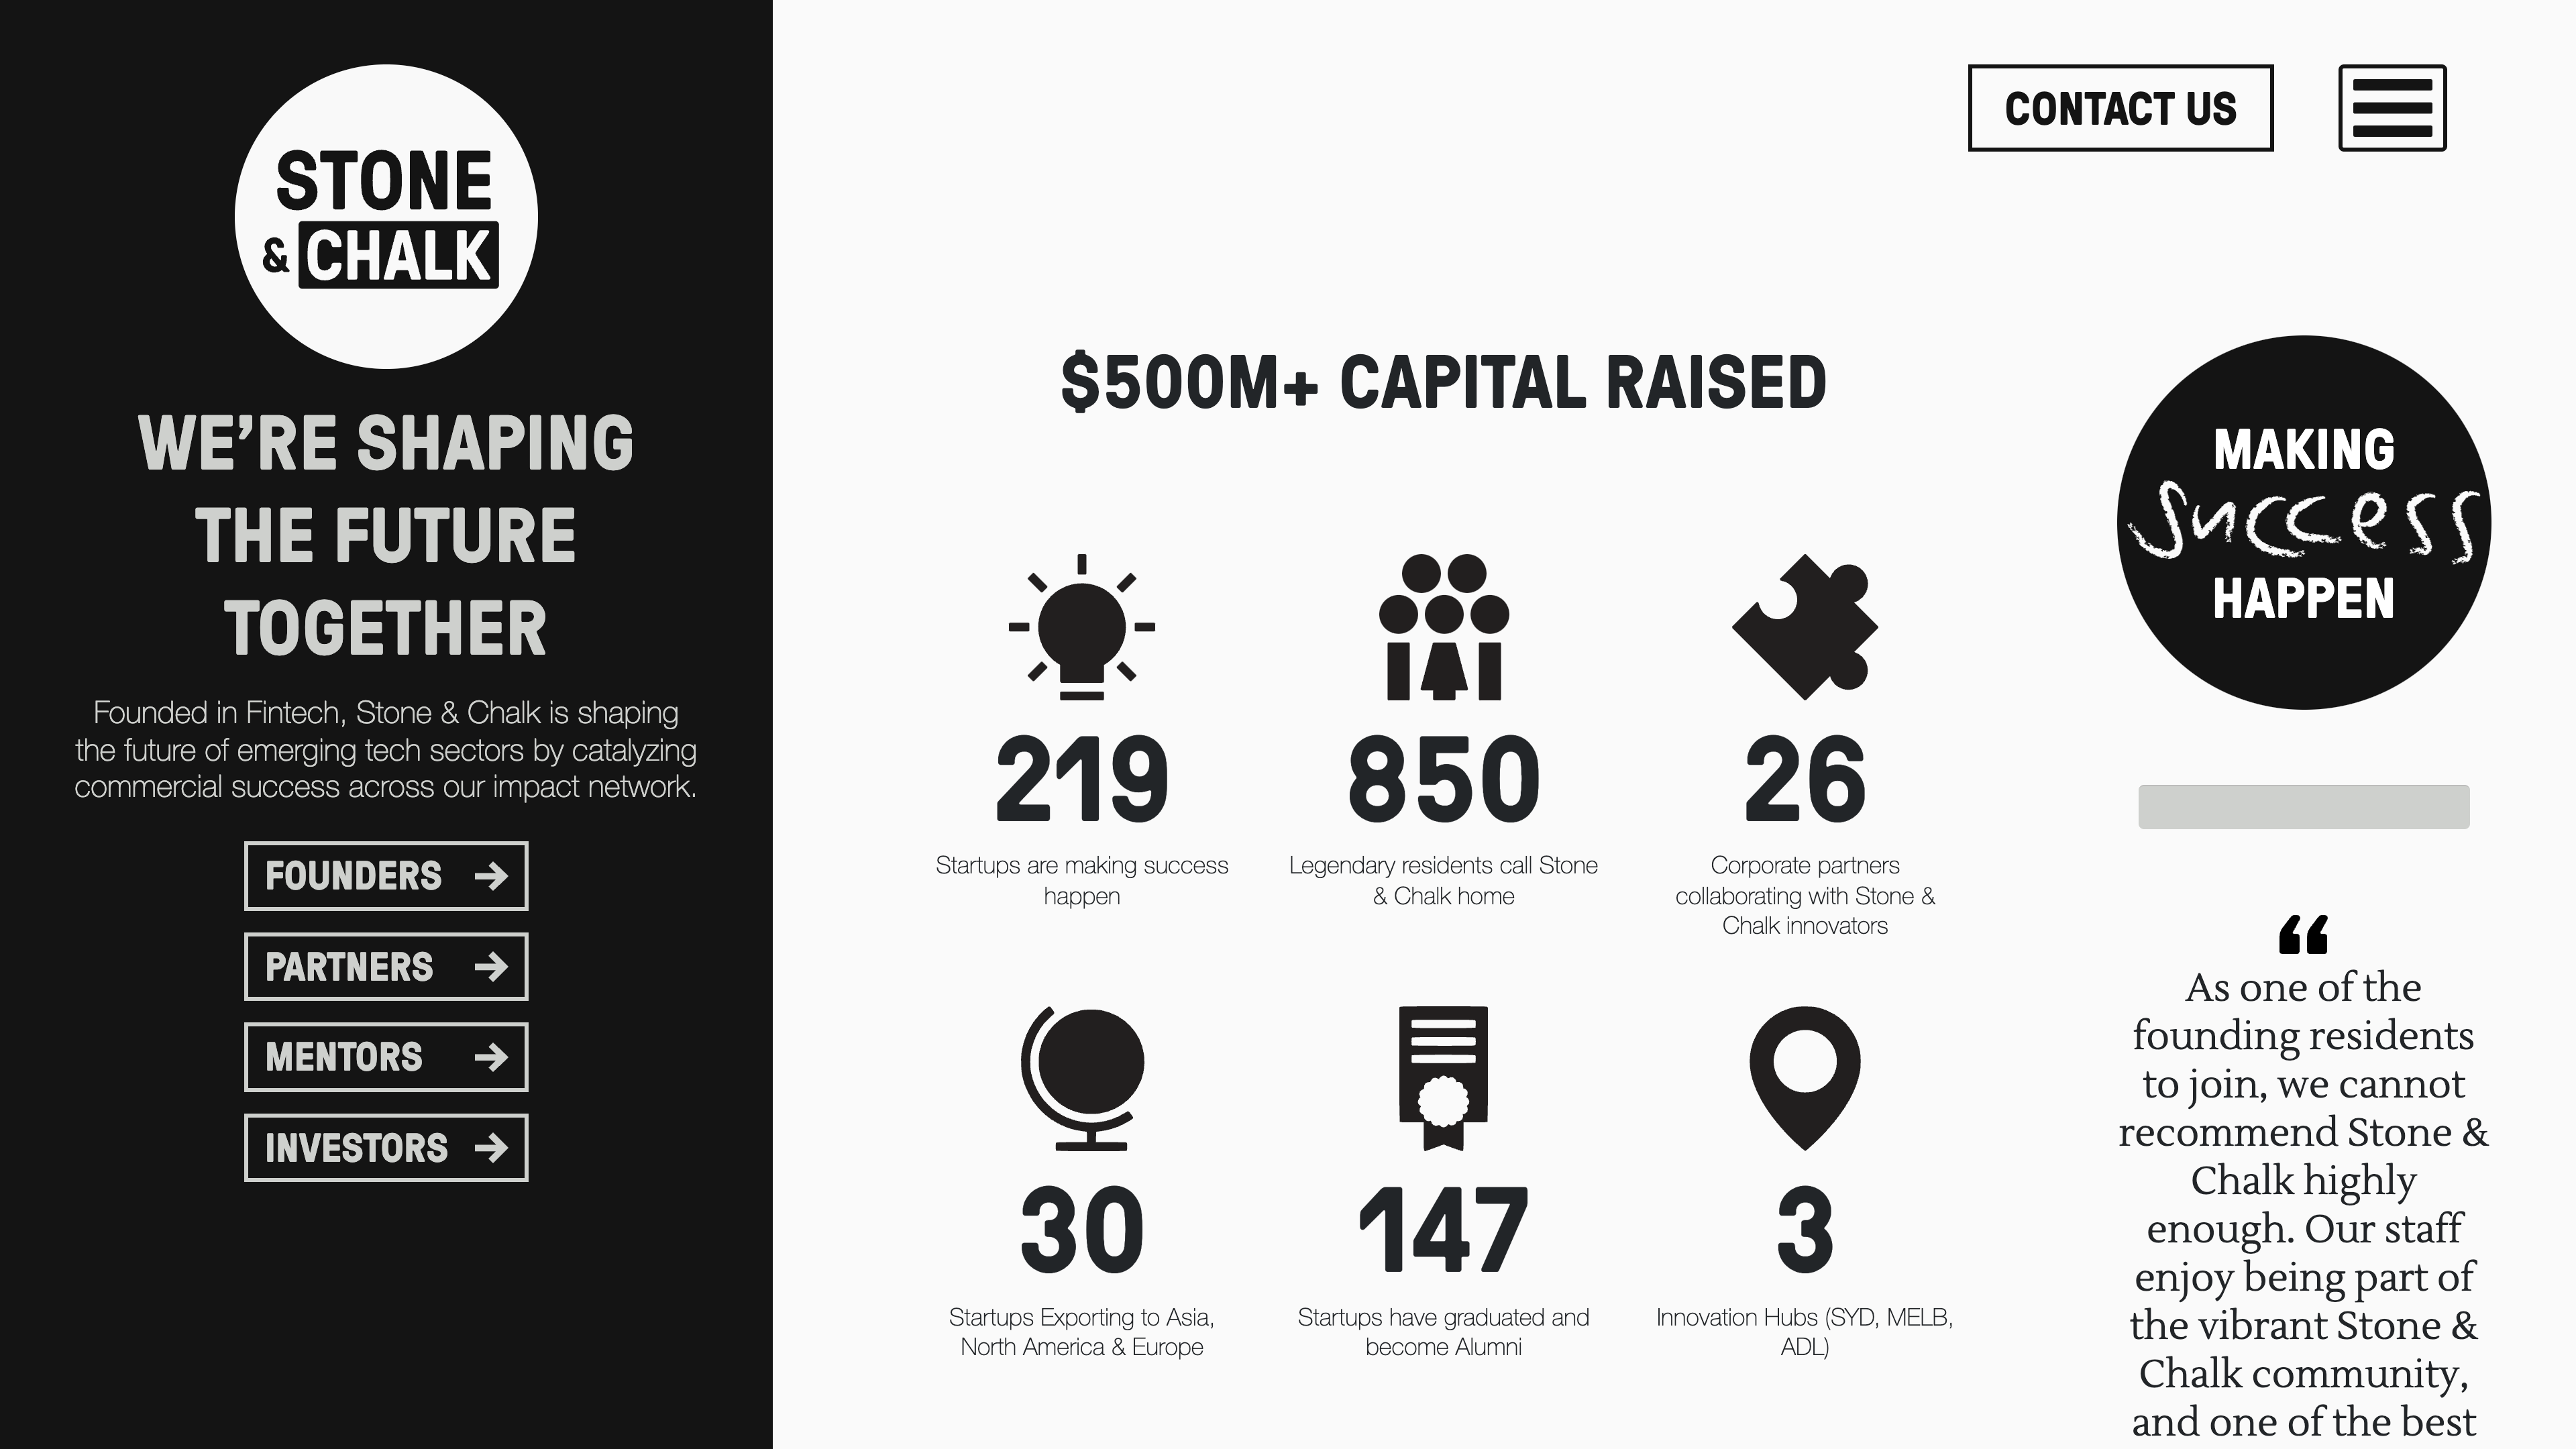 STONE
& CHALK
WE’RE SHAPING
THE FUTURE
TOGETHER
Founded in Fintech, Stone & Chalk is shaping
the future of emerging tech sectors by catalyzing
commercial success across our impact network.
FOUNDERS
PARTNERS
MENTORS
INVESTORS
CONTACT US
$500M+ CAPITAL RAISED
219
Startups are making success
happen
850
Legendary residents call Stone
& Chalk home
26
Corporate partners
collaborating with Stone &
Chalk innovators
30
Startups Exporting to Asia,
North America & Europe
147
Startups have graduated and
become Alumni
3
Innovation Hubs (SYD, MELB,
ADL)
MAKING
Success
HAPPEN
“
As one of the
founding residents
to join, we cannot
recommend Stone &
Chalk highly
enough. Our staff
enjoy being part of
the vibrant Stone &
Chalk community,
and one of the best